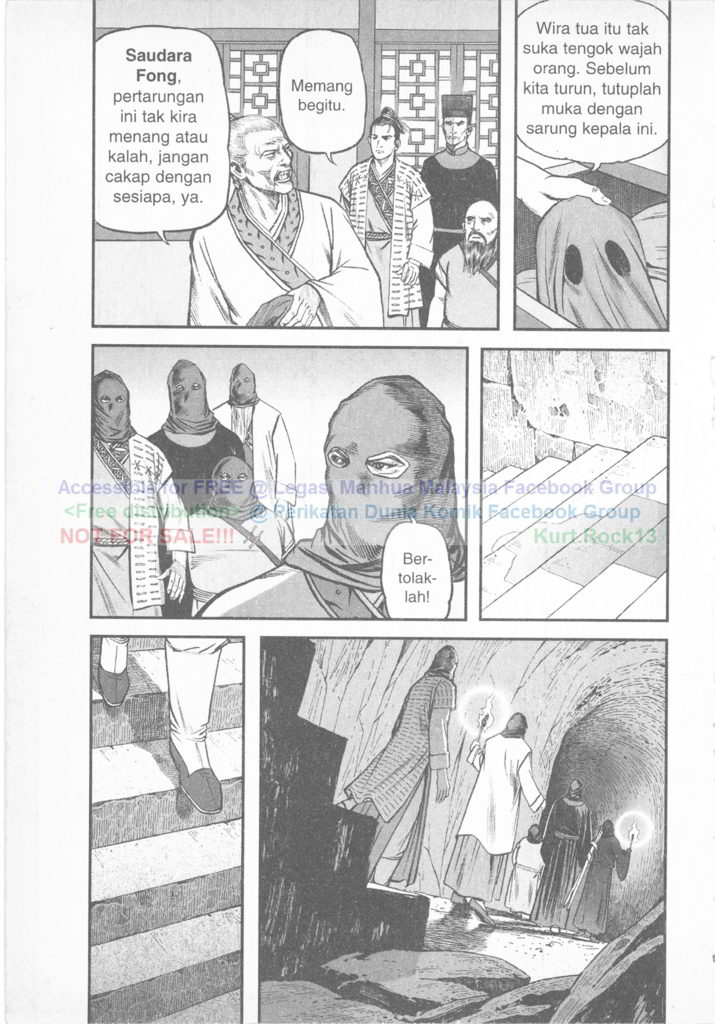 Saudara
Fong,
pertarungan
ini tak kira
menang atau
kalah, jangan
cakap dengan
sesiapa, ya.
Memang
begitu.
Wira tua itu tak
suka tengok wajah
orang. Sebelum
kita turun, tutuplah
muka dengan
sarung kepala ini.
Ber-
tolak-
lah!
Accessible for FREE @ Legasi Manhua Malaysia Facebook Group
<Free distribution> @ Perikatan Dunia Komik Facebook Group
NOT FOR SALE!!! Kurt Rock13